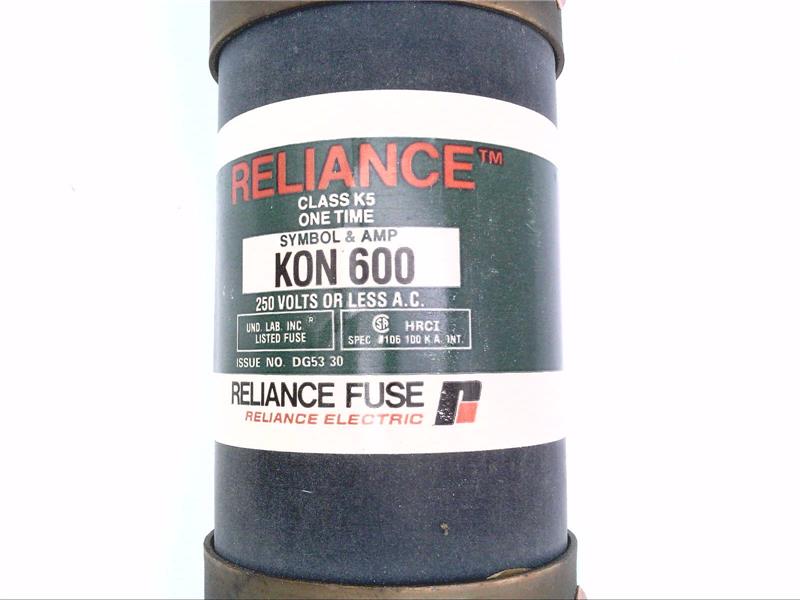 RELIANCE™
CLASS K5
ONE TIME
SYMBOL & AMP
KON 600
250 VOLTS OR LESS A.C.
UND. LAB. INC.®
LISTED FUSE
SA HRCI
SPEC #106 100 K.A. INT.
ISSUE NO. DG53 30
RELIANCE FUSE
RELIANCE ELECTRIC